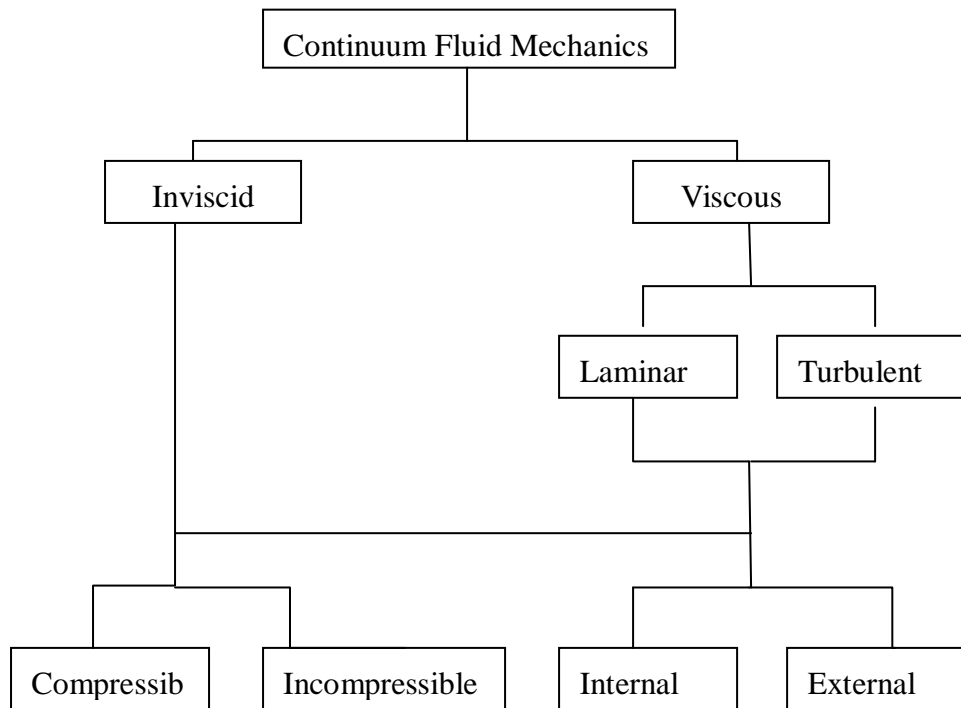 Continuum Fluid Mechanics
Inviscid
Viscous
Laminar
Turbulent
Compressib
Incompressible
Internal
External